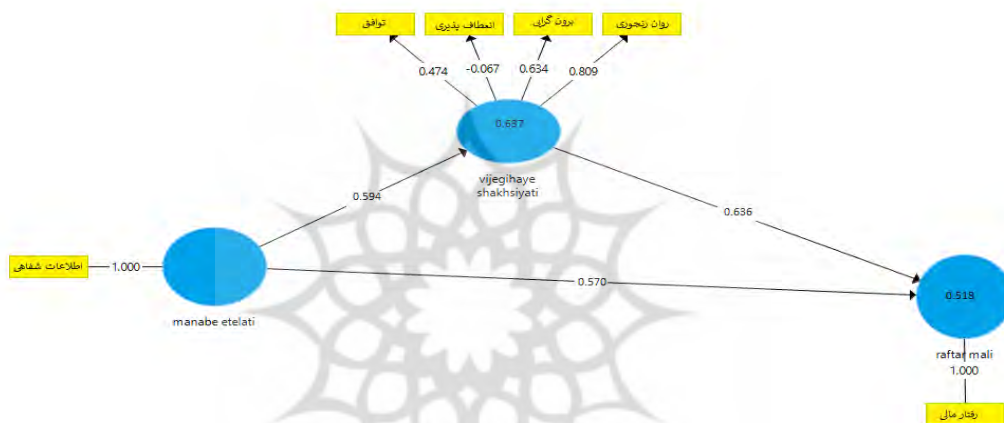 توافق
انعطاف پذیری
برون گرایی
روان رنجوری
0.474
-0.067
0.634
0.809
0.637
vijegihaye
shakhsiyati
0.594
0.636
اطلاعات شفاهی
1.000
0.570
manabe etelati
0.518
raftar mali
1.000
رفتار مالی